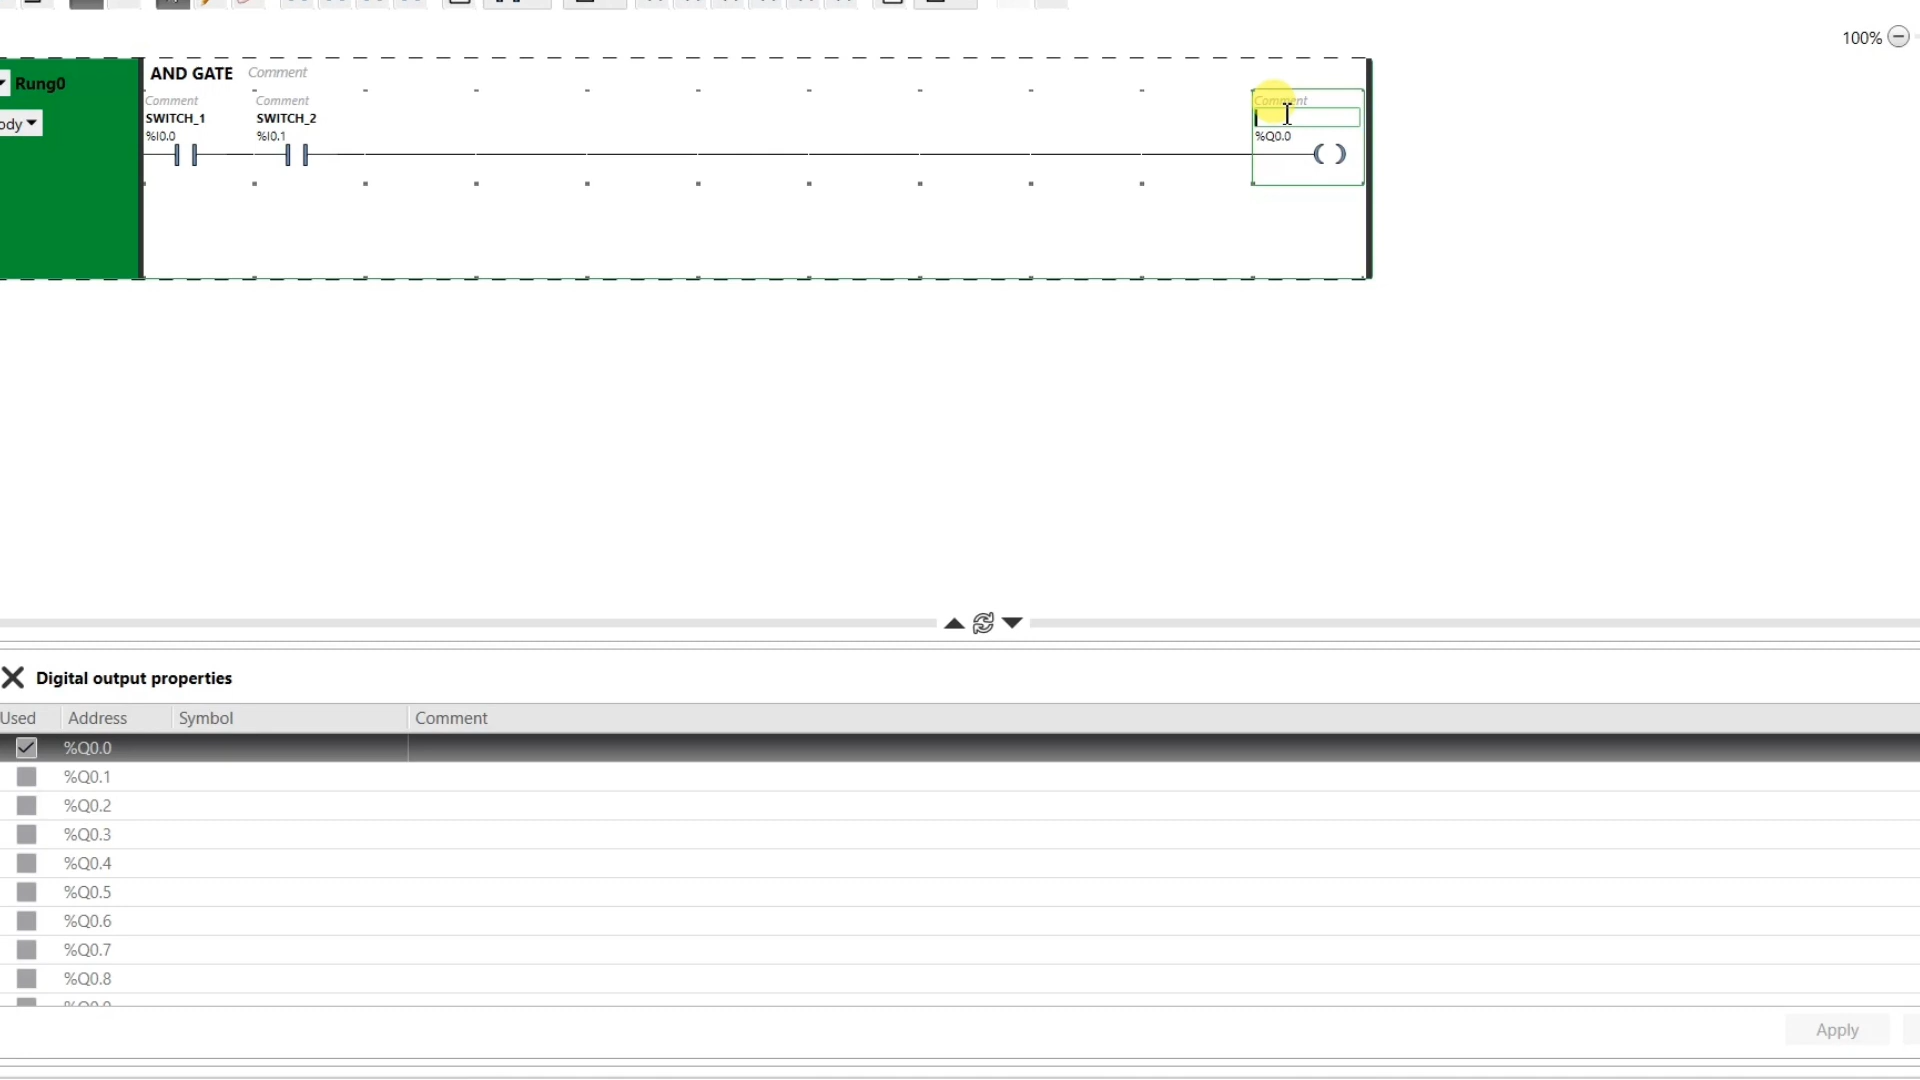 100%
Rung0
AND GATE Comment
Comment Comment Comment
ody SWITCH_1 SWITCH_2
%I0.0 %I0.1 %Q0.0
Digital output properties
Used Address Symbol Comment
%Q0.0
%Q0.1
%Q0.2
%Q0.3
%Q0.4
%Q0.5
%Q0.6
%Q0.7
%Q0.8
Apply